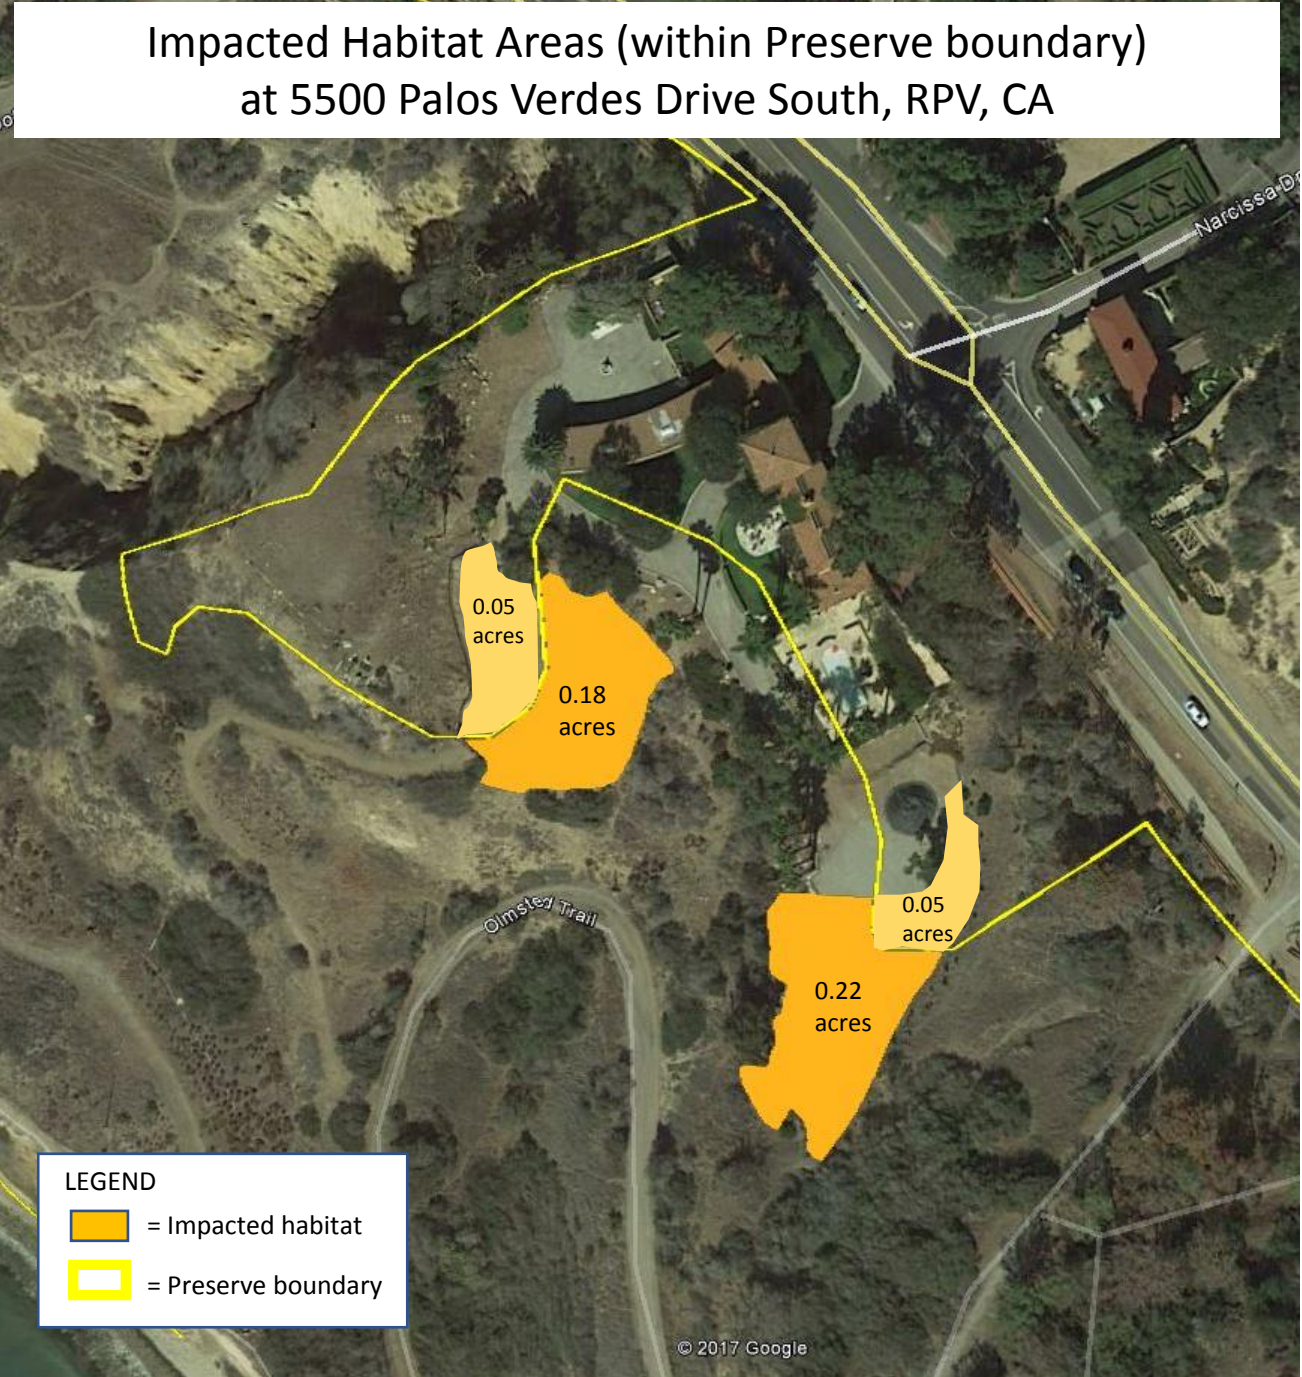 Impacted Habitat Areas (within Preserve boundary)
at 5500 Palos Verdes Drive South, RPV, CA
Narcissa Dr
0.05
acres
0.18
acres
0.05
acres
Olmsted Trail
0.22
acres
LEGEND
= Impacted habitat
= Preserve boundary
© 2017 Google